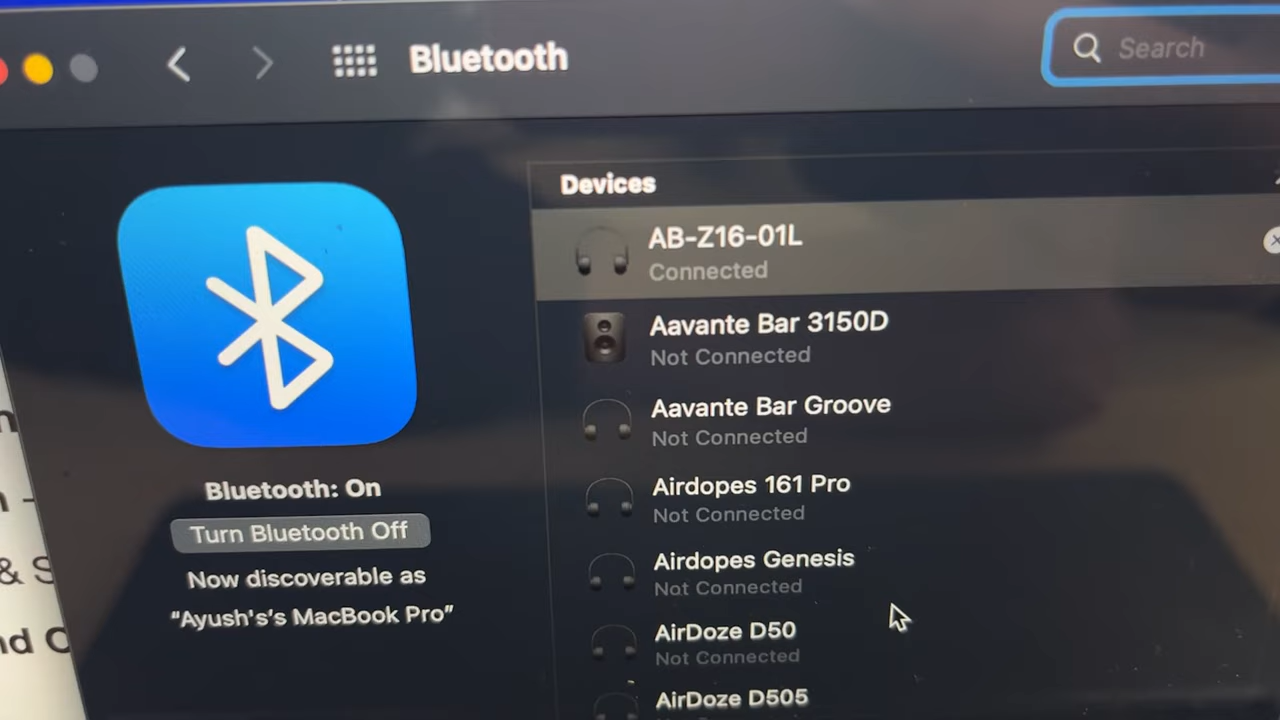 Bluetooth
Search
Devices
AB-Z16-01L
Connected
Aavante Bar 3150D
Not Connected
Aavante Bar Groove
Not Connected
Airdopes 161 Pro
Not Connected
Airdopes Genesis
Not Connected
AirDoze D50
Not Connected
AirDoze D505
Bluetooth: On
Turn Bluetooth Off
Now discoverable as
"Ayush's's MacBook Pro"